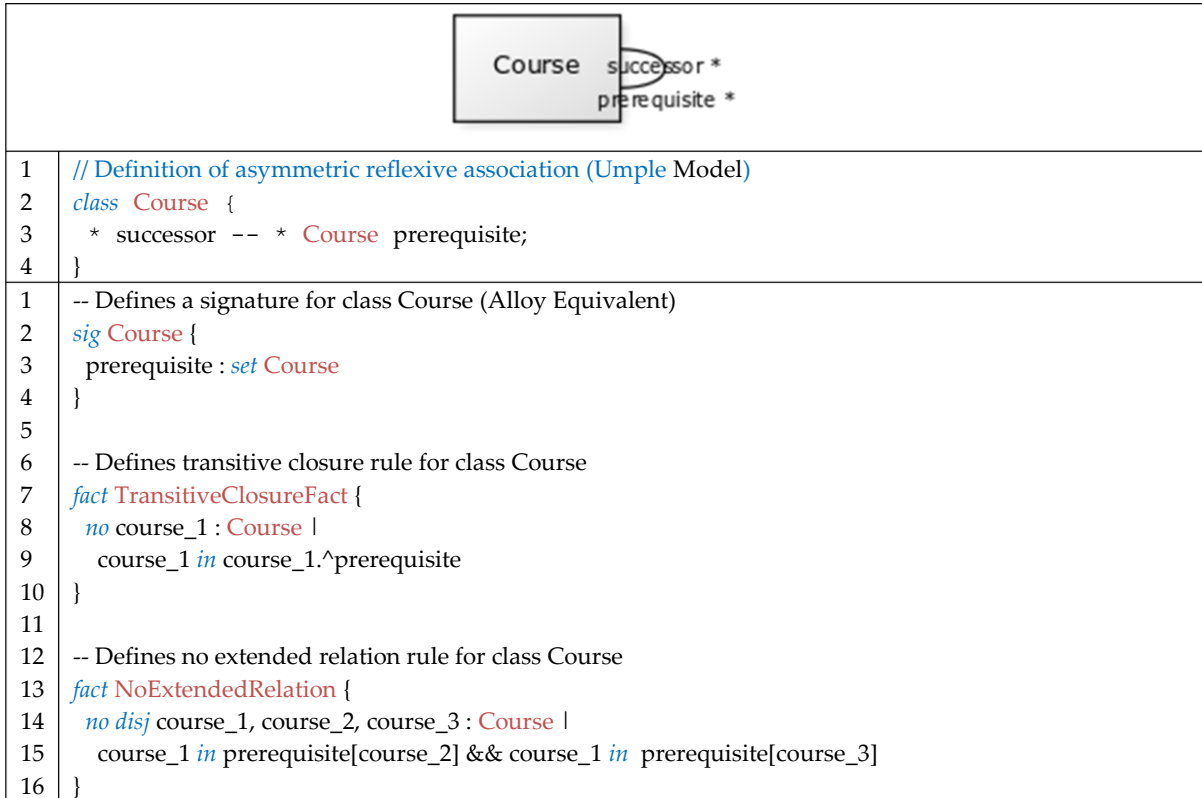 Course
successor *
prerequisite *
1 // Definition of asymmetric reflexive association (Umple Model)
2 class Course {
3 * successor -- * Course prerequisite;
4 }
1 -- Defines a signature for class Course (Alloy Equivalent)
2 sig Course {
3 prerequisite : set Course
4 }
5
6 -- Defines transitive closure rule for class Course
7 fact TransitiveClosureFact {
8 no course_1 : Course |
9 course_1 in course_1.^prerequisite
10 }
11
12 -- Defines no extended relation rule for class Course
13 fact NoExtendedRelation {
14 no disj course_1, course_2, course_3 : Course |
15 course_1 in prerequisite[course_2] && course_1 in prerequisite[course_3]
16 }